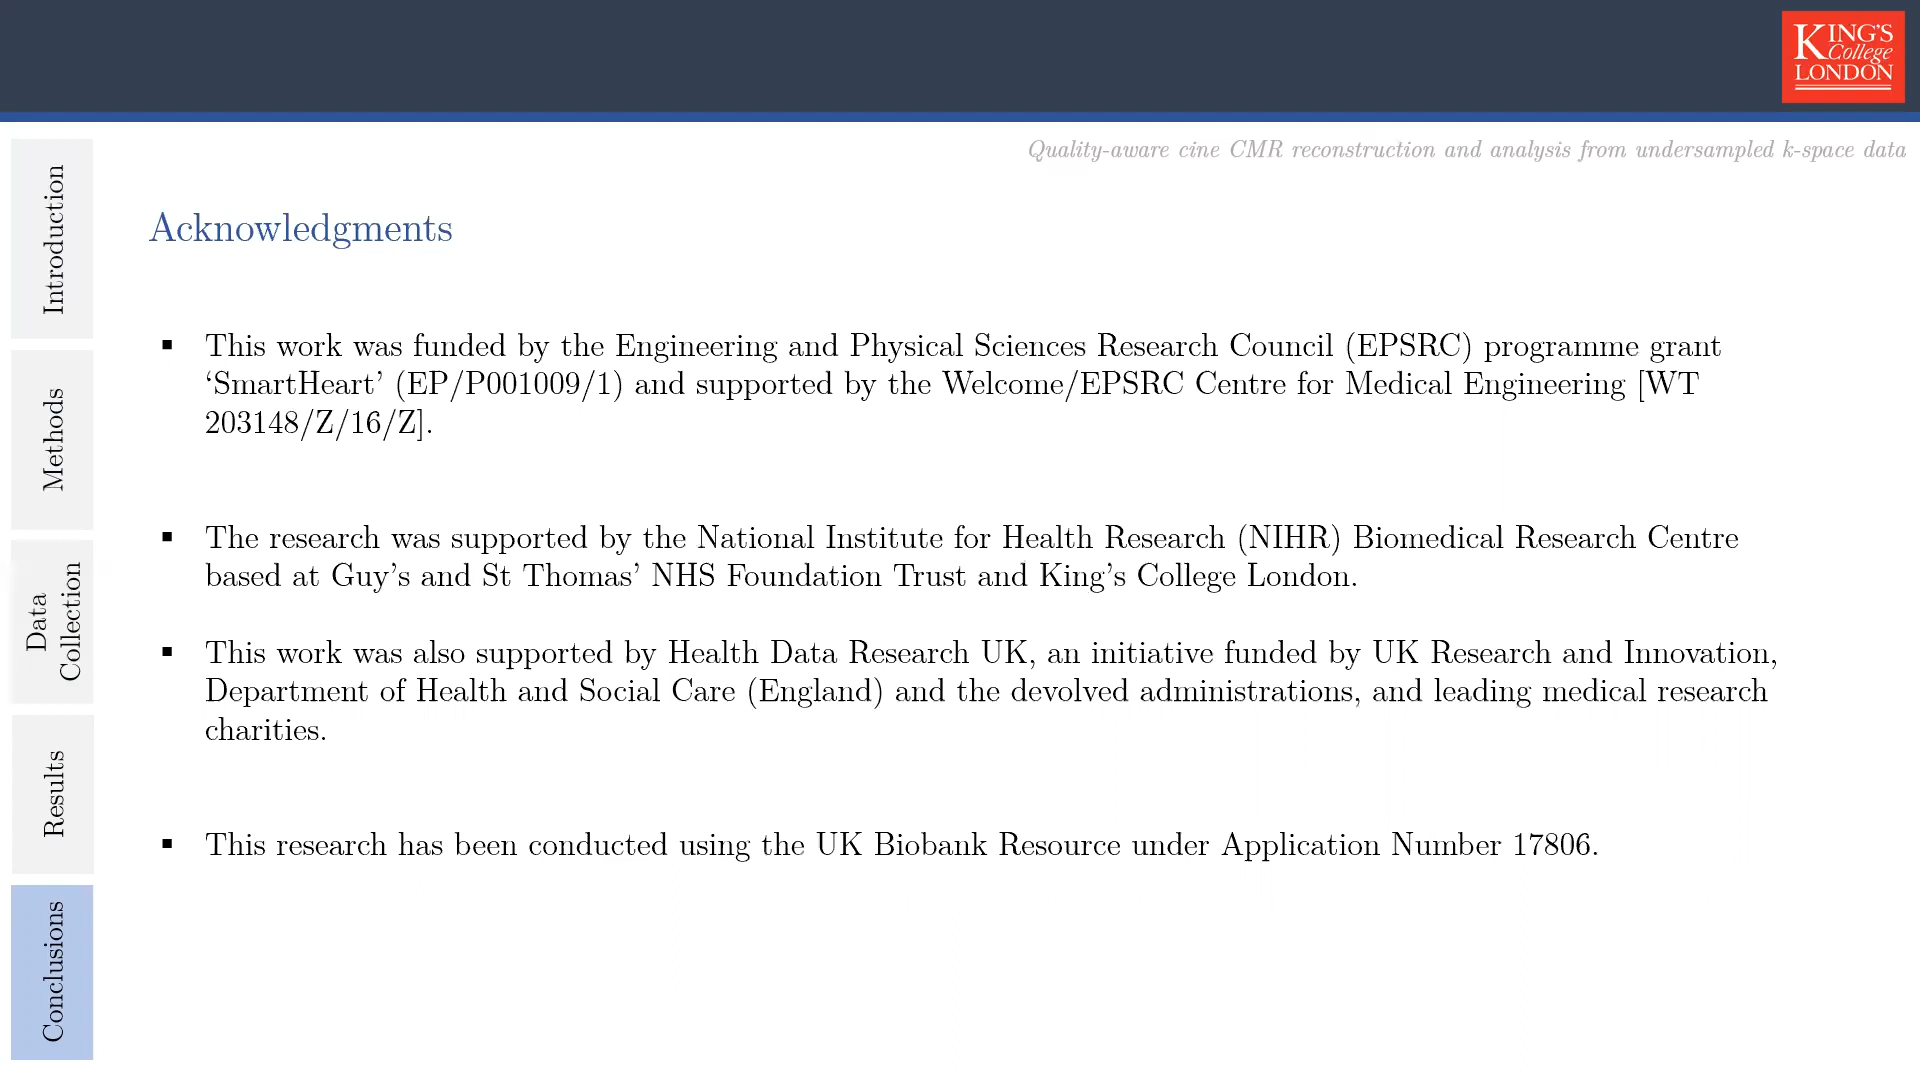 KING'S
College
LONDON
Quality-aware cine CMR reconstruction and analysis from undersampled k-space data
Introduction
Methods
Data
Collection
Results
Conclusions
Acknowledgments
▪ This work was funded by the Engineering and Physical Sciences Research Council (EPSRC) programme grant
‘SmartHeart’ (EP/P001009/1) and supported by the Welcome/EPSRC Centre for Medical Engineering [WT
203148/Z/16/Z].
▪ The research was supported by the National Institute for Health Research (NIHR) Biomedical Research Centre
based at Guy’s and St Thomas’ NHS Foundation Trust and King’s College London.
▪ This work was also supported by Health Data Research UK, an initiative funded by UK Research and Innovation,
Department of Health and Social Care (England) and the devolved administrations, and leading medical research
charities.
▪ This research has been conducted using the UK Biobank Resource under Application Number 17806.